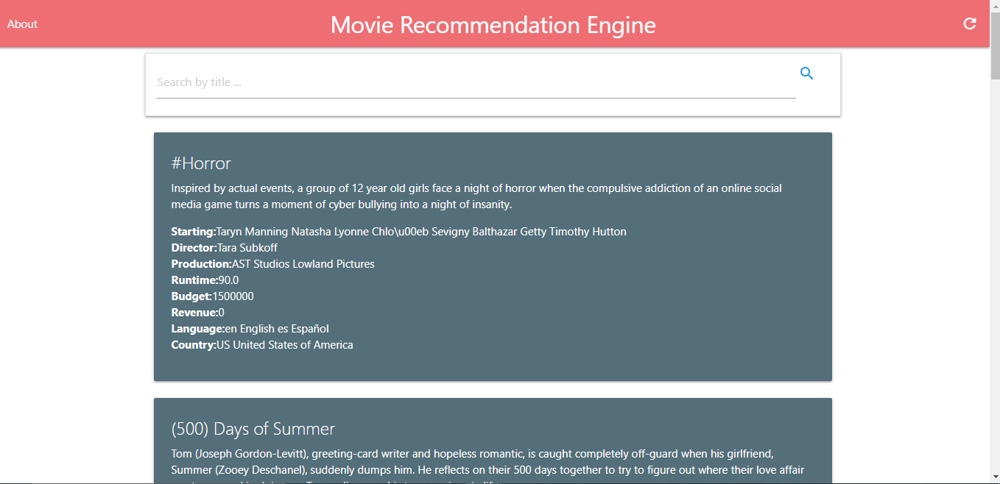 About
Movie Recommendation Engine
Search by title ...
#Horror
Inspired by actual events, a group of 12 year old girls face a night of horror when the compulsive addiction of an online social
media game turns a moment of cyber bullying into a night of insanity.
Starting:Taryn Manning Natasha Lyonne Chlo\u00eb Sevigny Balthazar Getty Timothy Hutton
Director:Tara Subkoff
Production:AST Studios Lowland Pictures
Runtime:90.0
Budget:1500000
Revenue:0
Language:en English es Español
Country:US United States of America
(500) Days of Summer
Tom (Joseph Gordon-Levitt), greeting-card writer and hopeless romantic, is caught completely off-guard when his girlfriend,
Summer (Zooey Deschanel), suddenly dumps him. He reflects on their 500 days together to try to figure out where their love affair